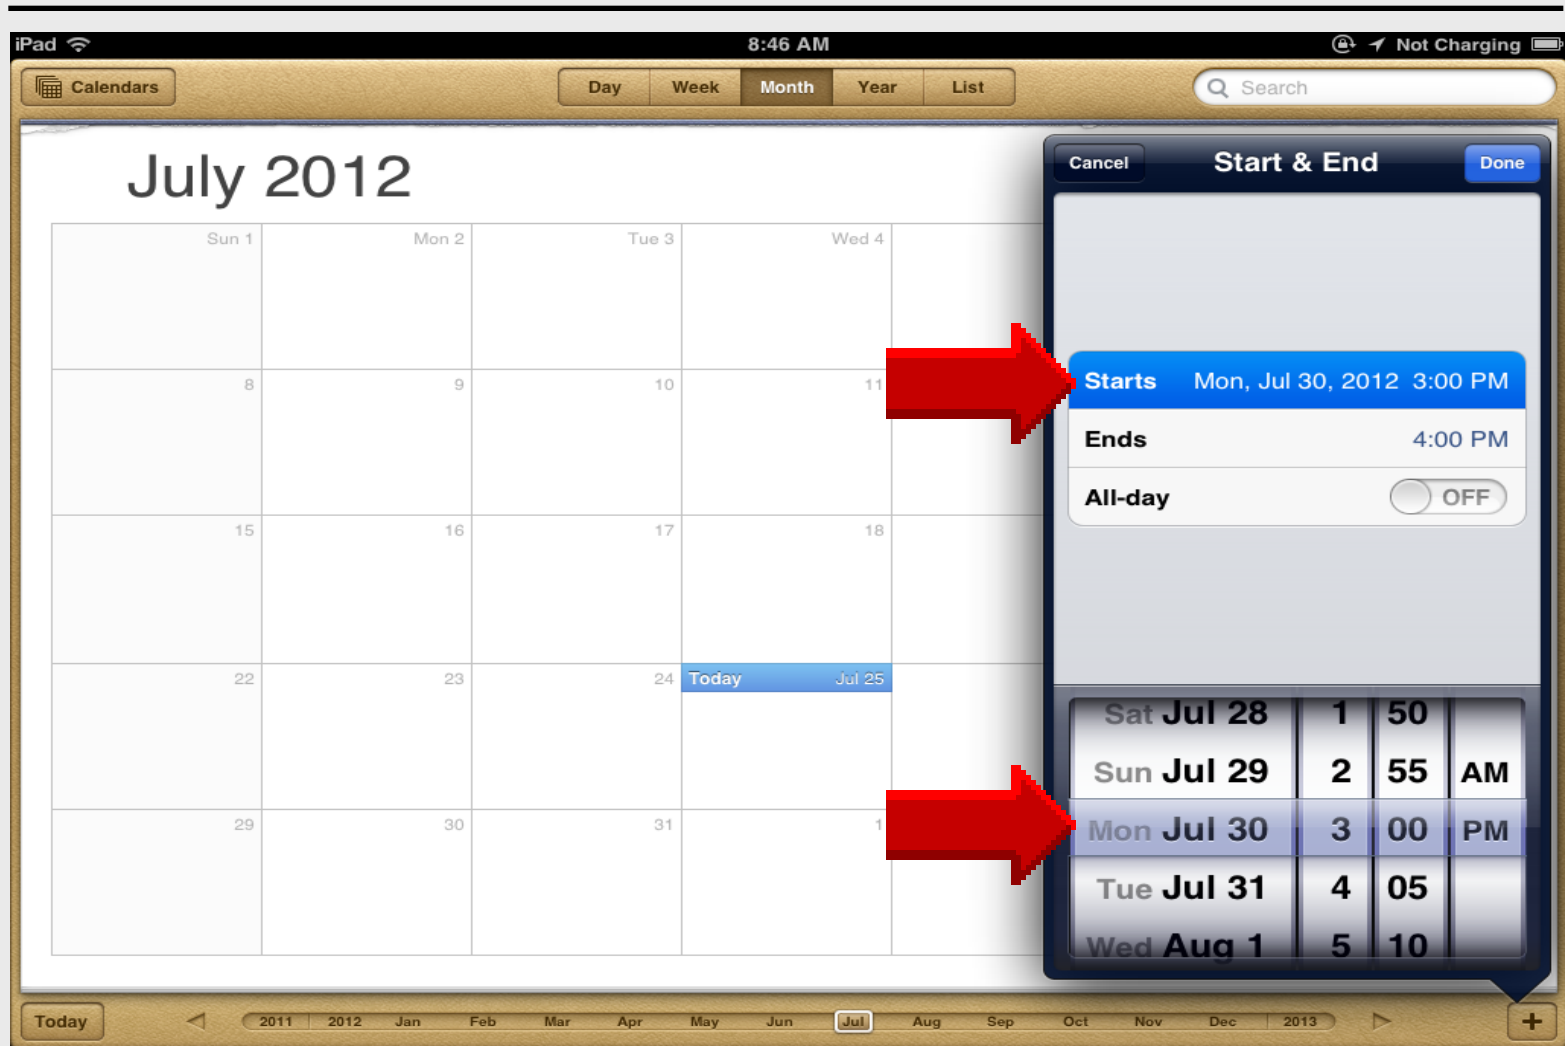 iPad 8:46 AM Not Charging
Calendars Day Week Month Year List Search
July 2012
Cancel Start & End Done
Sun 1 Mon 2 Tue 3 Wed 4
8 9 10 11
Starts Mon, Jul 30, 2012 3:00 PM
Ends 4:00 PM
All-day OFF
15 16 17 18
22 23 24 Today Jul 25
29 30 31 1
Sat Jul 28 1 50
Sun Jul 29 2 55 AM
Mon Jul 30 3 00 PM
Tue Jul 31 4 05
Wed Aug 1 5 10
Today 2011 2012 Jan Feb Mar Apr May Jun Jul Aug Sep Oct Nov Dec 2013 +